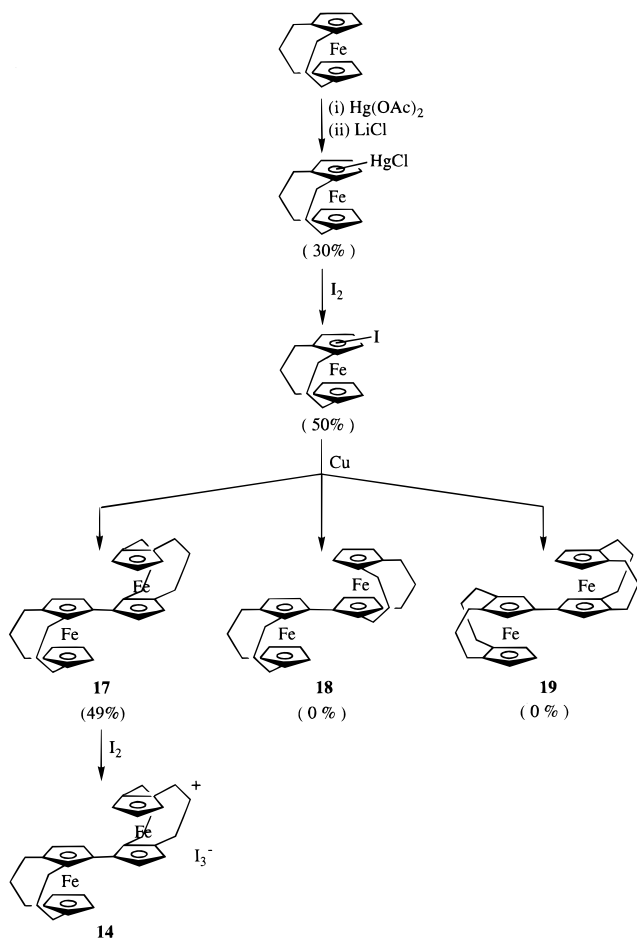 Fe
(i) Hg(OAc)2
(ii) LiCl
HgCl
Fe
( 30% )
I2
I
Fe
( 50% )
Cu
Fe Fe Fe
Fe Fe Fe
17 18 19
(49%) ( 0 % ) ( 0 % )
I2
+
Fe
I3-
Fe
14